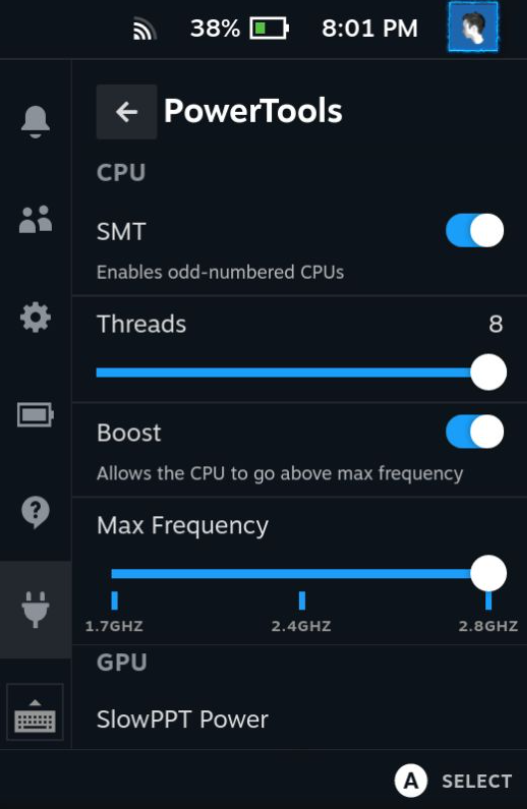 38% 8:01 PM
PowerTools
CPU
SMT
Enables odd-numbered CPUs
Threads 8
Boost
Allows the CPU to go above max frequency
Max Frequency
1.7GHZ 2.4GHZ 2.8GHZ
GPU
SlowPPT Power
A SELECT